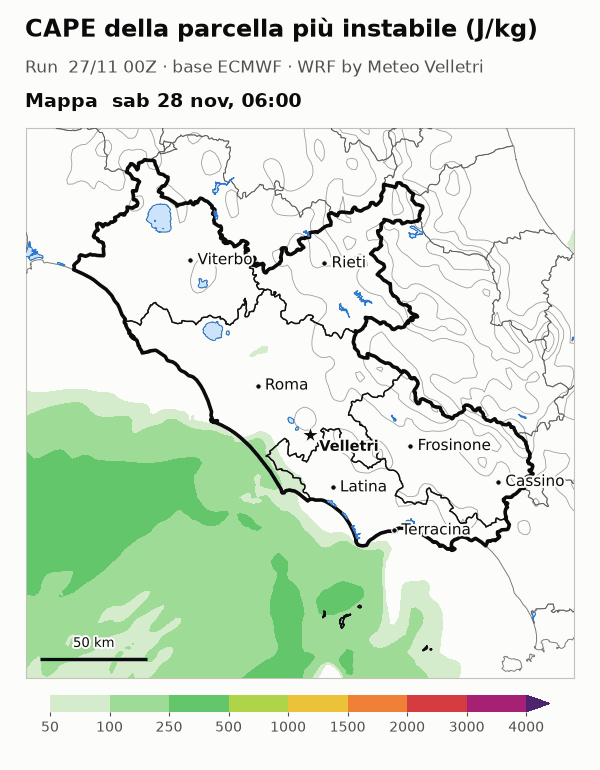 CAPE della parcella più instabile (J/kg)
Run  27/11 00Z · base ECMWF · WRF by Meteo Velletri
Mappa  sab 28 nov, 06:00
Viterbo
Rieti
Roma
Velletri
Frosinone
Cassino
Latina
Terracina
50 km
50 100 250 500 1000 1500 2000 3000 4000